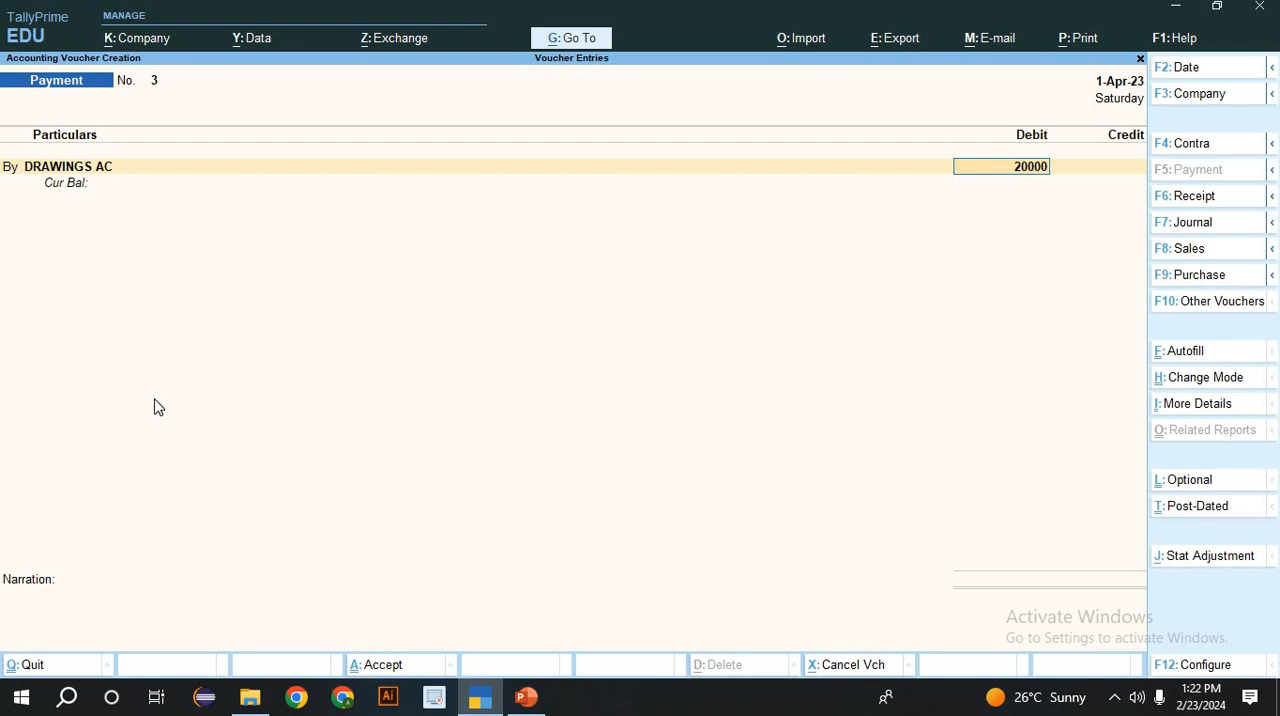 TallyPrime
EDU
MANAGE
K: Company
Y: Data
Z: Exchange
G: Go To
O: Import
E: Export
M: E-mail
P: Print
F1: Help
Accounting Voucher Creation
Voucher Entries
Payment No. 3
1-Apr-23
Saturday
Particulars Debit Credit
By DRAWINGS AC 20000
Cur Bal:
Narration:
F2: Date
F3: Company
F4: Contra
F5: Payment
F6: Receipt
F7: Journal
F8: Sales
F9: Purchase
F10: Other Vouchers
F: Autofill
H: Change Mode
I: More Details
O: Related Reports
L: Optional
T: Post-Dated
J: Stat Adjustment
Activate Windows
Go to Settings to activate Windows.
Q: Quit
A: Accept
D: Delete
X: Cancel Vch
F12: Configure
Ai
26°C Sunny
1:22 PM
2/23/2024